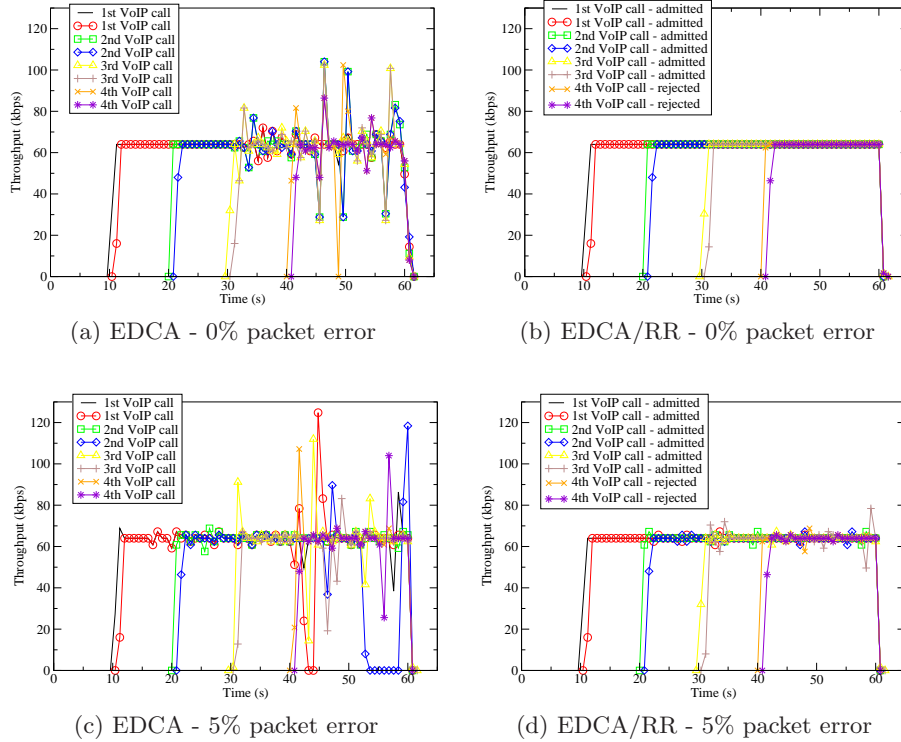 1st VoIP call
1st VoIP call
2nd VoIP call
2nd VoIP call
3rd VoIP call
3rd VoIP call
4th VoIP call
4th VoIP call
Throughput (kbps)
120
100
80
60
40
20
0
0 10 20 30 40 50 60
Time (s)
(a) EDCA - 0% packet error
1st VoIP call - admitted
1st VoIP call - admitted
2nd VoIP call - admitted
2nd VoIP call - admitted
3rd VoIP call - admitted
3rd VoIP call - admitted
4th VoIP call - rejected
4th VoIP call - rejected
Throughput (kbps)
120
100
80
60
40
20
0
0 10 20 30 40 50 60
Time (s)
(b) EDCA/RR - 0% packet error
1st VoIP call
1st VoIP call
2nd VoIP call
2nd VoIP call
3rd VoIP call
3rd VoIP call
4th VoIP call
4th VoIP call
Throughput (kbps)
120
100
80
60
40
20
0
0 10 20 30 40 50 60
Time (s)
(c) EDCA - 5% packet error
1st VoIP call - admitted
1st VoIP call - admitted
2nd VoIP call - admitted
2nd VoIP call - admitted
3rd VoIP call - admitted
3rd VoIP call - admitted
4th VoIP call - rejected
4th VoIP call - rejected
Throughput (kbps)
120
100
80
60
40
20
0
0 10 20 30 40 50 60
Time (s)
(d) EDCA/RR - 5% packet error